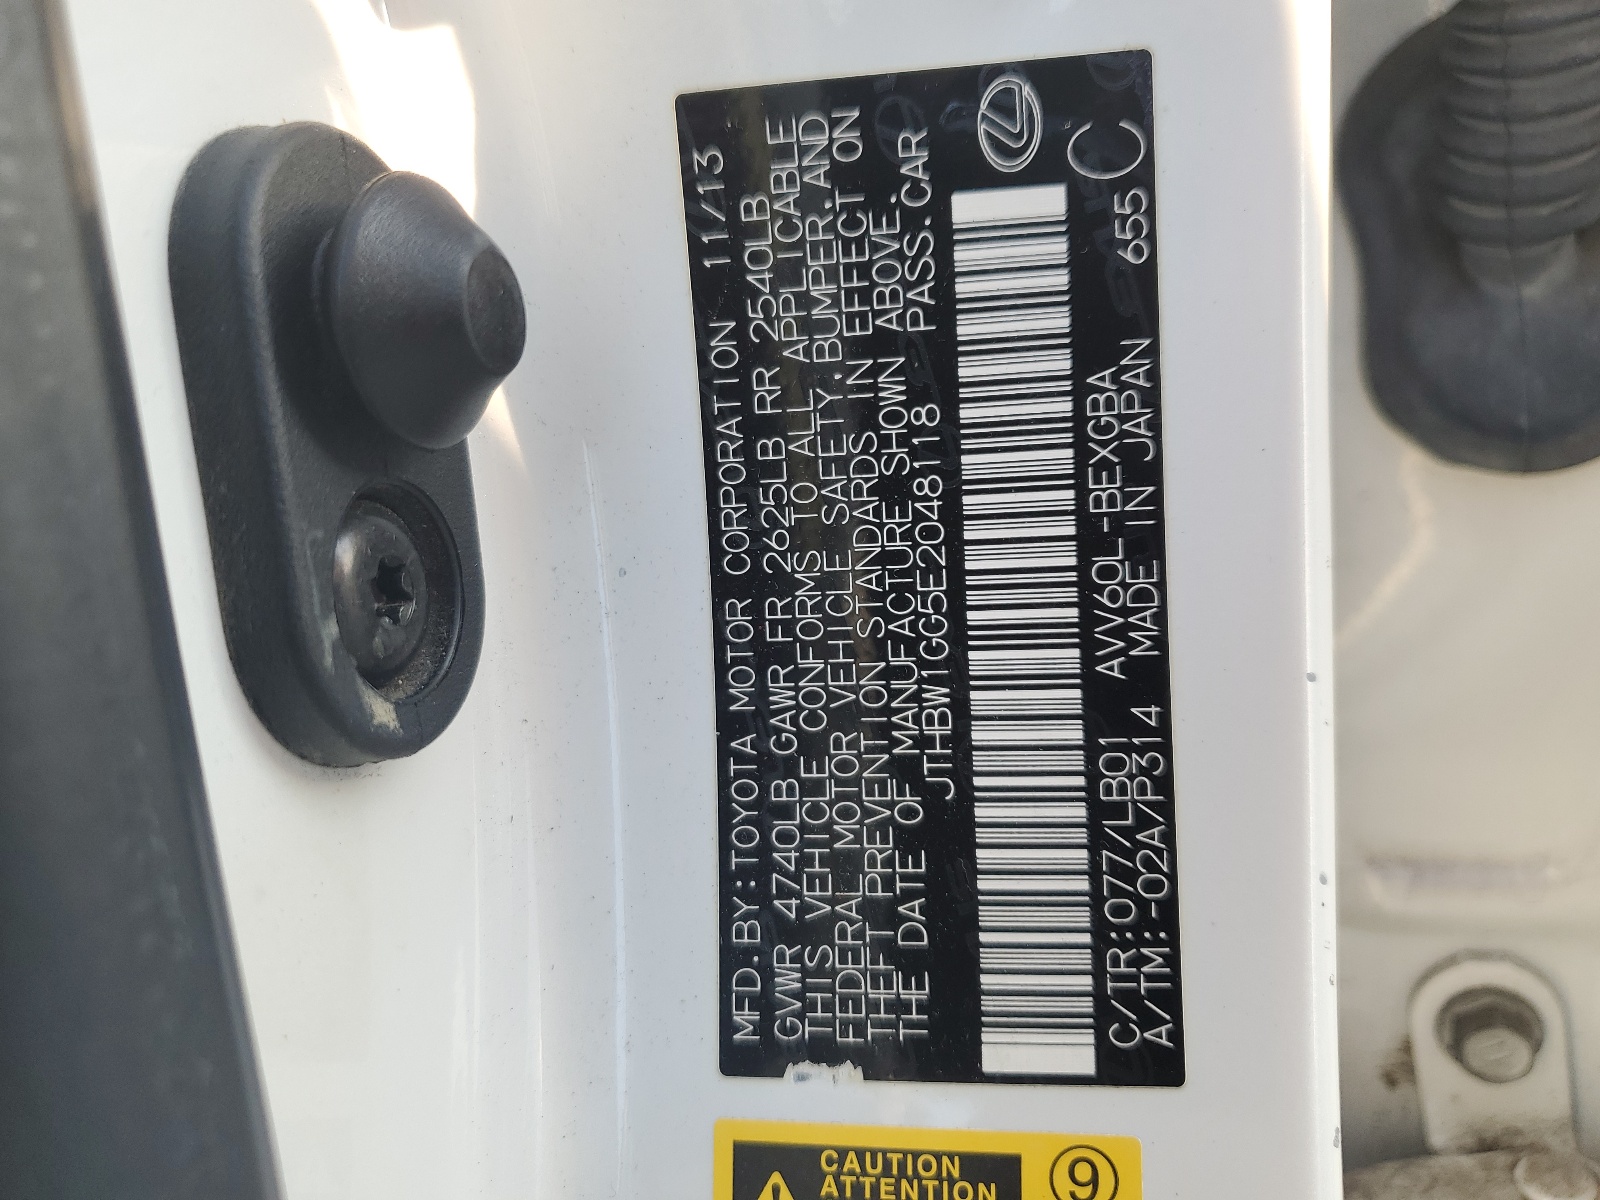 MFD.BY:TOYOTA MOTOR CORPORATION 11/13
GVWR 4740LB GAWR FR 2625LB RR 2540LB
THIS VEHICLE CONFORMS TO ALL APPLICABLE
FEDERAL MOTOR VEHICLE SAFETY,BUMPER,AND
THEFT PREVENTION STANDARDS IN EFFECT ON
THE DATE OF MANUFACTURE SHOWN ABOVE.
JTHBW1GG5E2048118 PASS.CAR
C/TR:077/LB01 AVV60L-BEXGBA
A/TM:-02A/P314 MADE IN JAPAN 655 C
CAUTION
ATTENTION
9